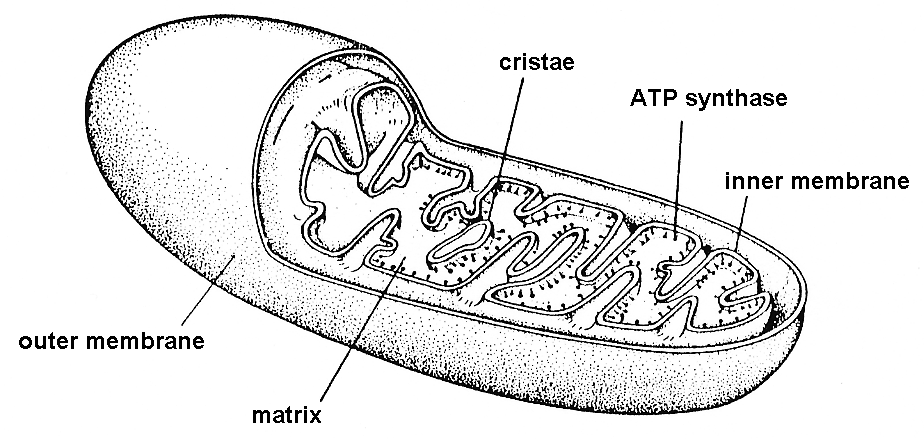 cristae
ATP synthase
inner membrane
outer membrane
matrix